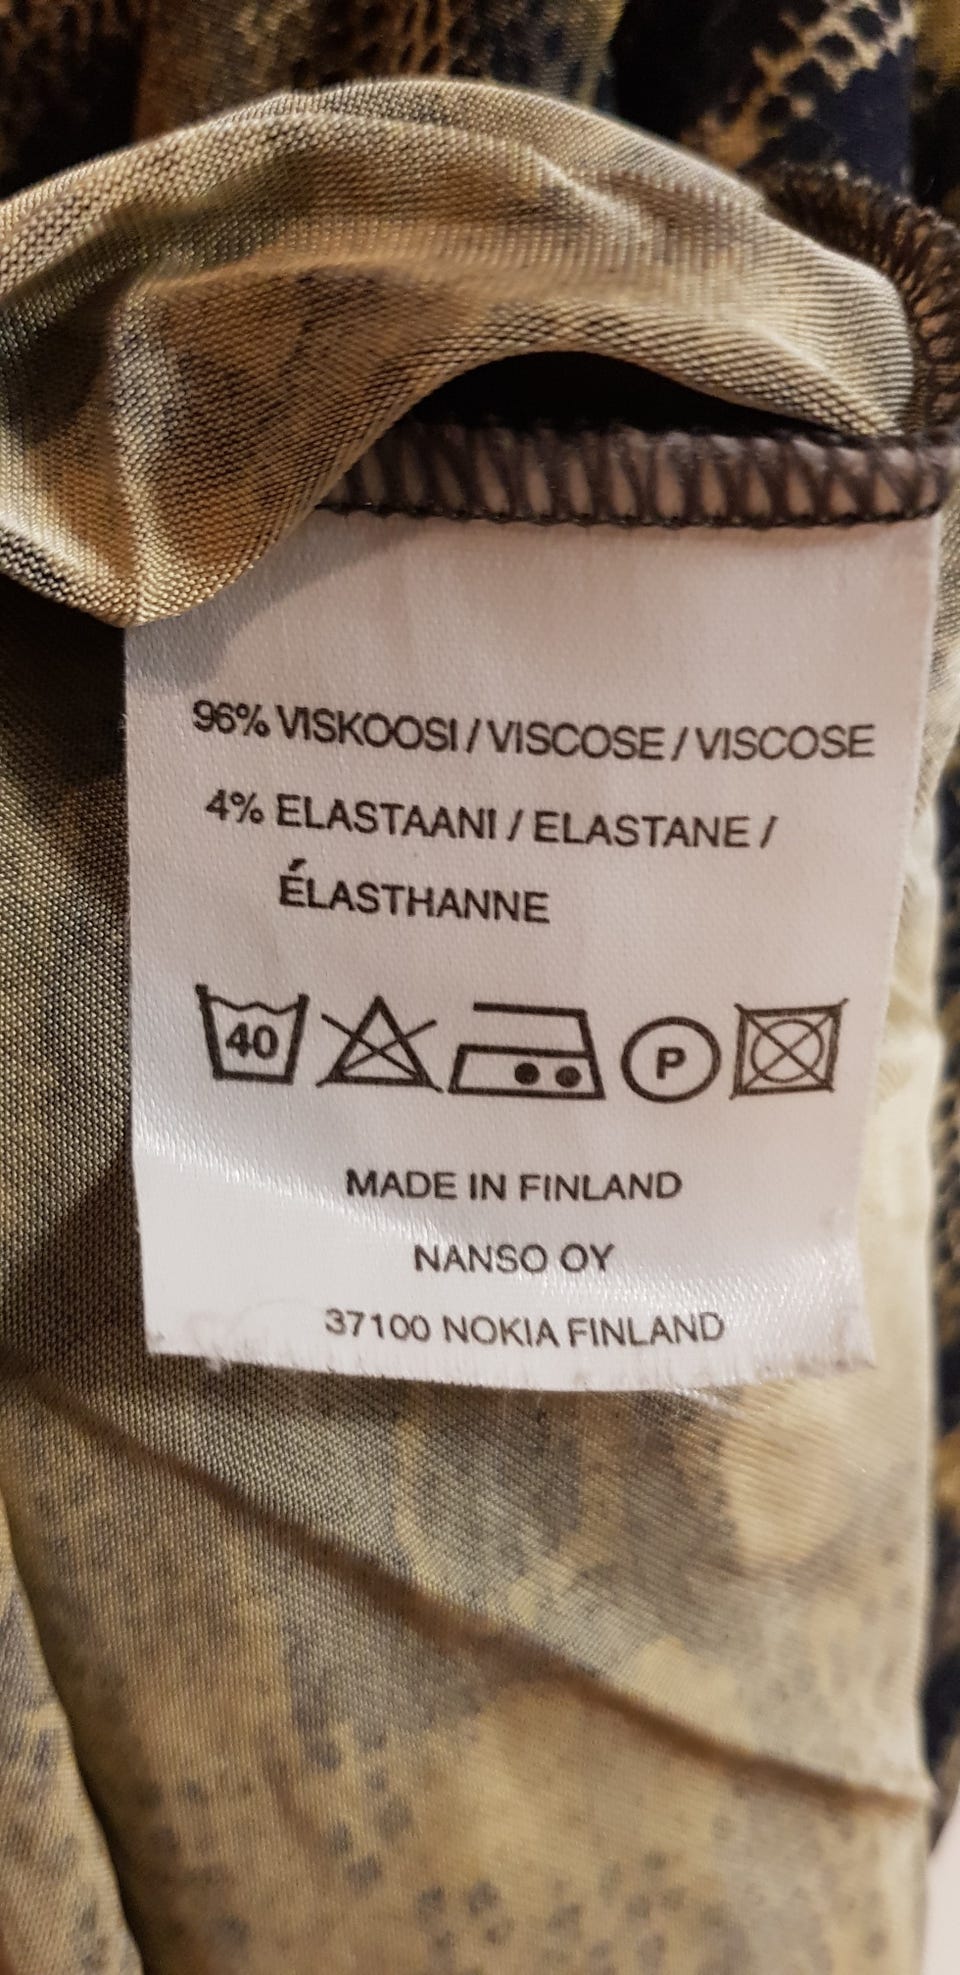 96% VISKOOSI / VISCOSE / VISCOSE
4% ELASTAANI / ELASTANE /
ÉLASTHANNE
40 P
MADE IN FINLAND
NANSO OY
37100 NOKIA FINLAND